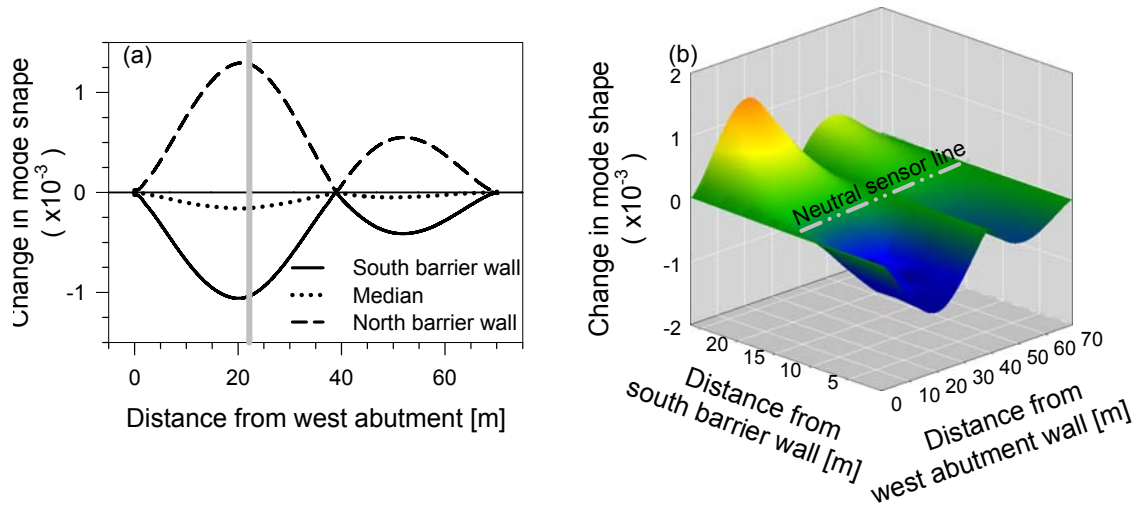 (a)
Change in mode shape
( x10-3 )
1
0
-1
South barrier wall
Median
North barrier wall
0 20 40 60
Distance from west abutment [m]
(b)
Change in mode shape
( x10-3 )
2
1
0
-1
-2
Neutral sensor line
20 15 10 5
Distance from
south barrier wall [m]
0 10 20 30 40 50 60 70
Distance from
west abutment wall [m]